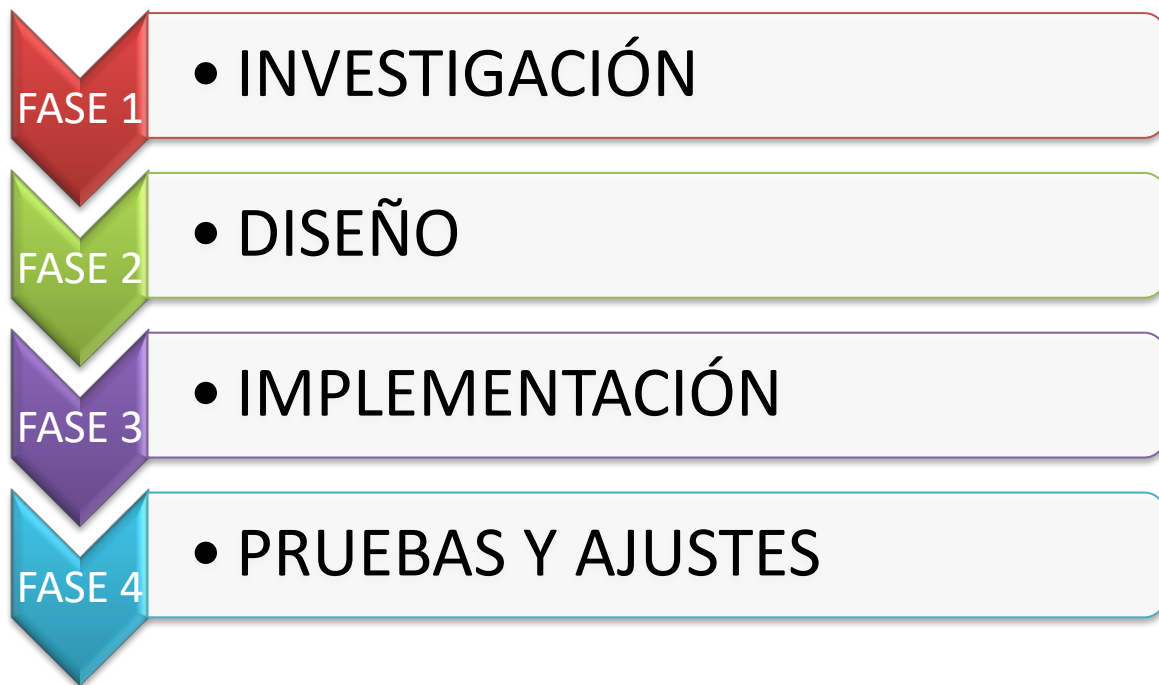 FASE 1
• INVESTIGACIÓN
FASE 2
• DISEÑO
FASE 3
• IMPLEMENTACIÓN
FASE 4
• PRUEBAS Y AJUSTES